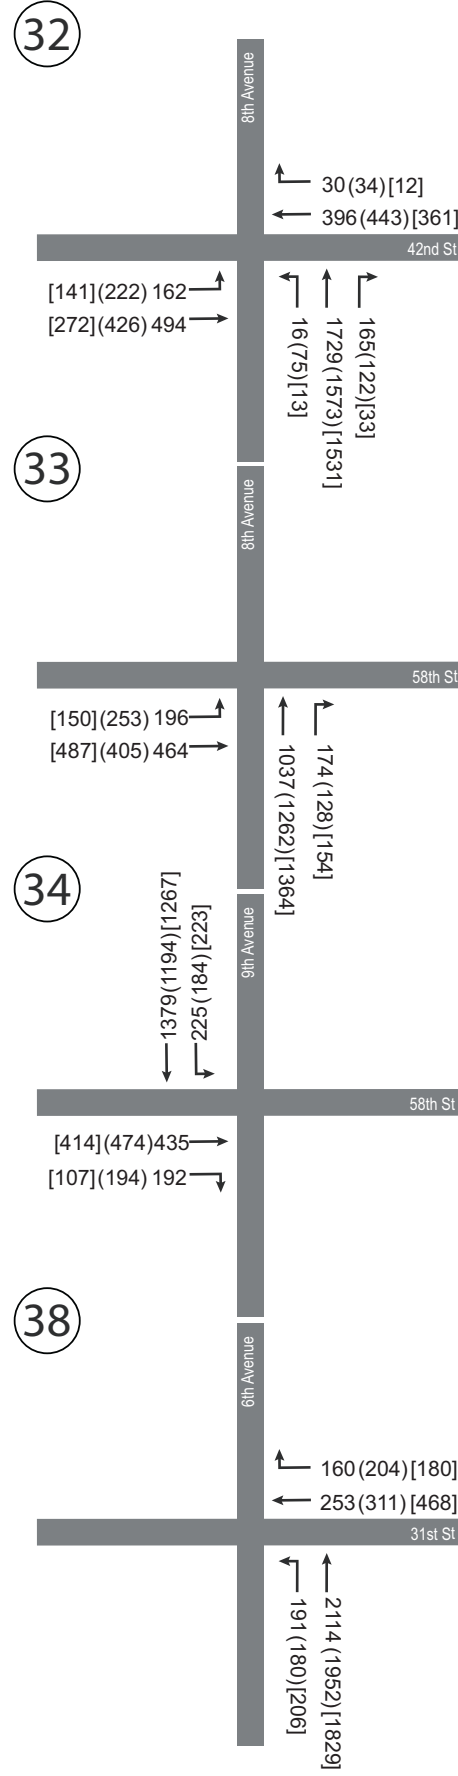 32
8th Avenue
30 (34) [12]
396 (443) [361]
42nd St
[141] (222) 162
[272] (426) 494
16 (75) [13]
1729 (1573) [1531]
165 (122) [33]
33
8th Avenue
58th St
[150] (253) 196
[487] (405) 464
1037 (1262) [1364]
174 (128) [154]
34
1379 (1194) [1267]
225 (184) [223]
9th Avenue
58th St
[414] (474) 435
[107] (194) 192
38
6th Avenue
160 (204) [180]
253 (311) [468]
31st St
191 (180) [206]
2114 (1952) [1829]